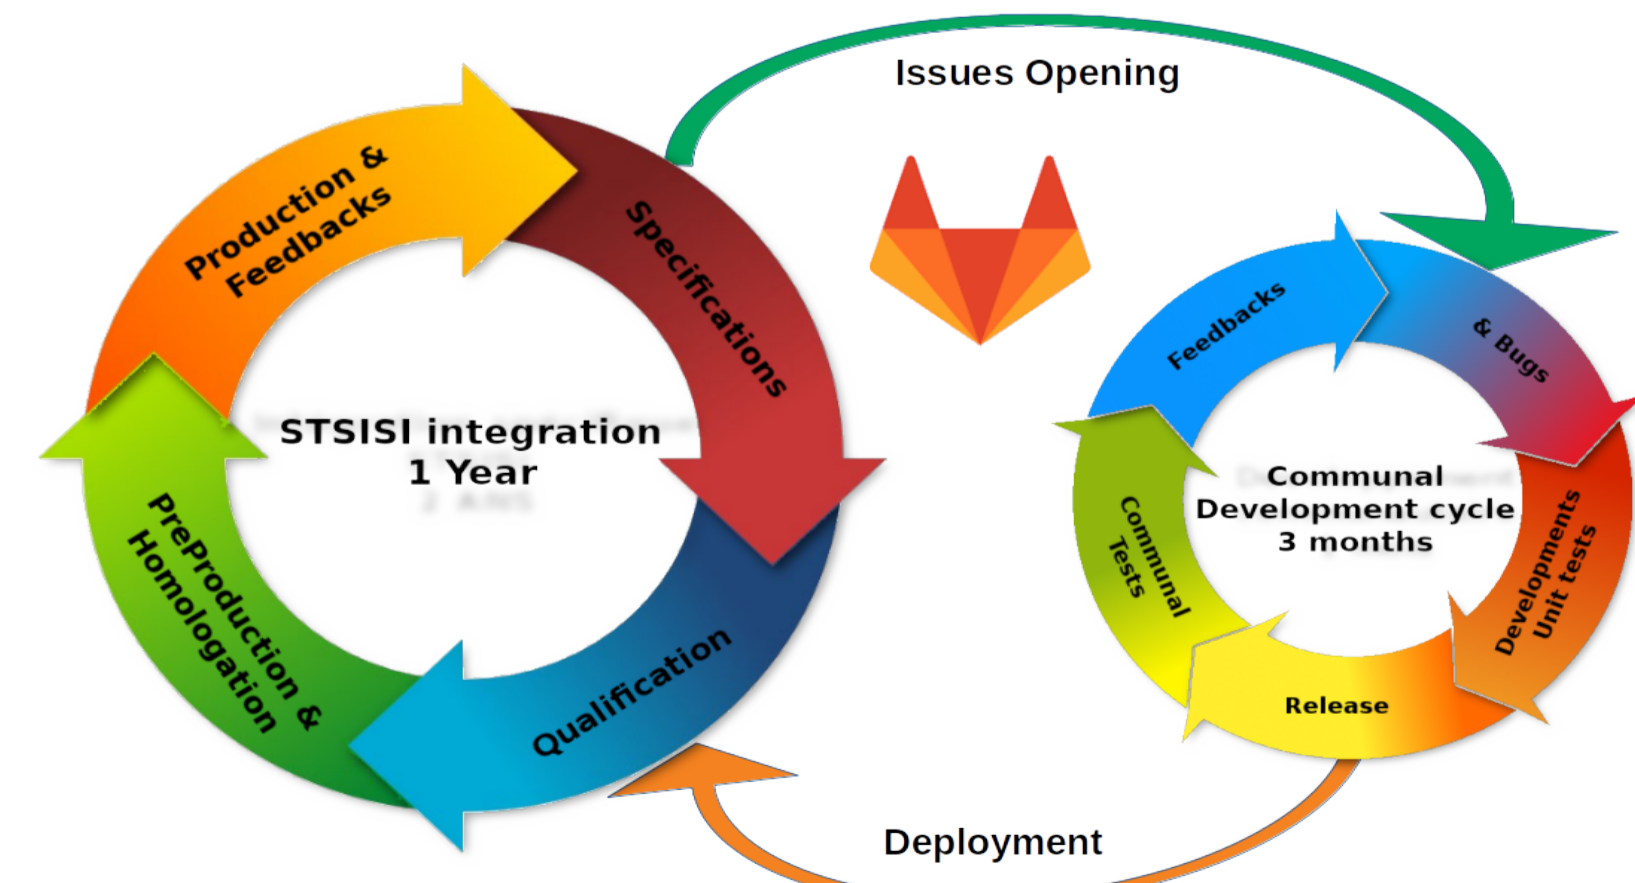 Issues Opening
Production &
Feedbacks
Specifications
STSISI integration
1 Year
PreProduction &
Homologation
Qualification
Feedbacks
& Bugs
Communal
Development cycle
3 months
Communal
Tests
Developments
Unit tests
Release
Deployment